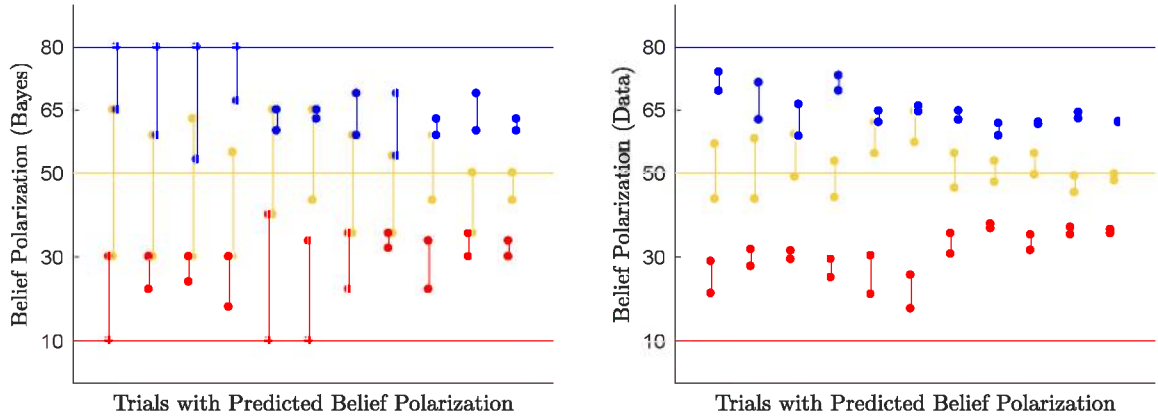 Belief Polarization (Bayes)
80
65
50
30
10
Trials with Predicted Belief Polarization
Belief Polarization (Data)
80
65
50
30
10
Trials with Predicted Belief Polarization